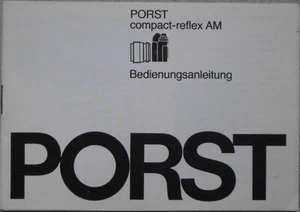 PORST
compact-reflex AM
Bedienungsanleitung
PORST